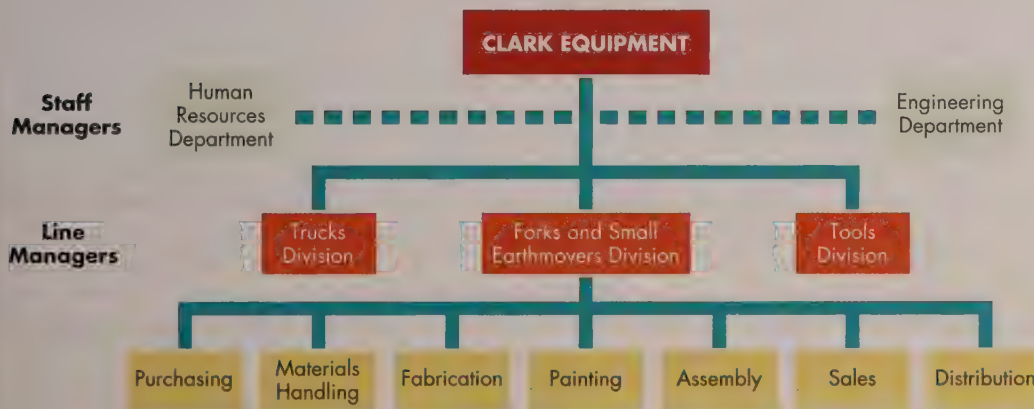 CLARK EQUIPMENT
Staff
Managers
Human
Resources
Department
Engineering
Department
Line
Managers
Trucks
Division
Forks and Small
Earthmovers Division
Tools
Division
Purchasing
Materials
Handling
Fabrication
Painting
Assembly
Sales
Distribution